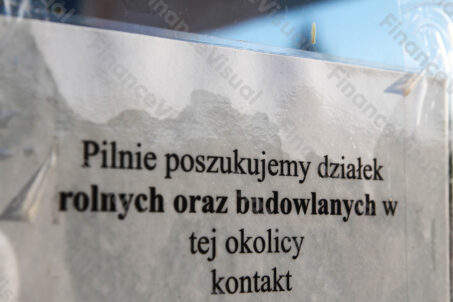 Pilnie poszukujemy działek
rolnych oraz budowlanych w
tej okolicy
kontakt